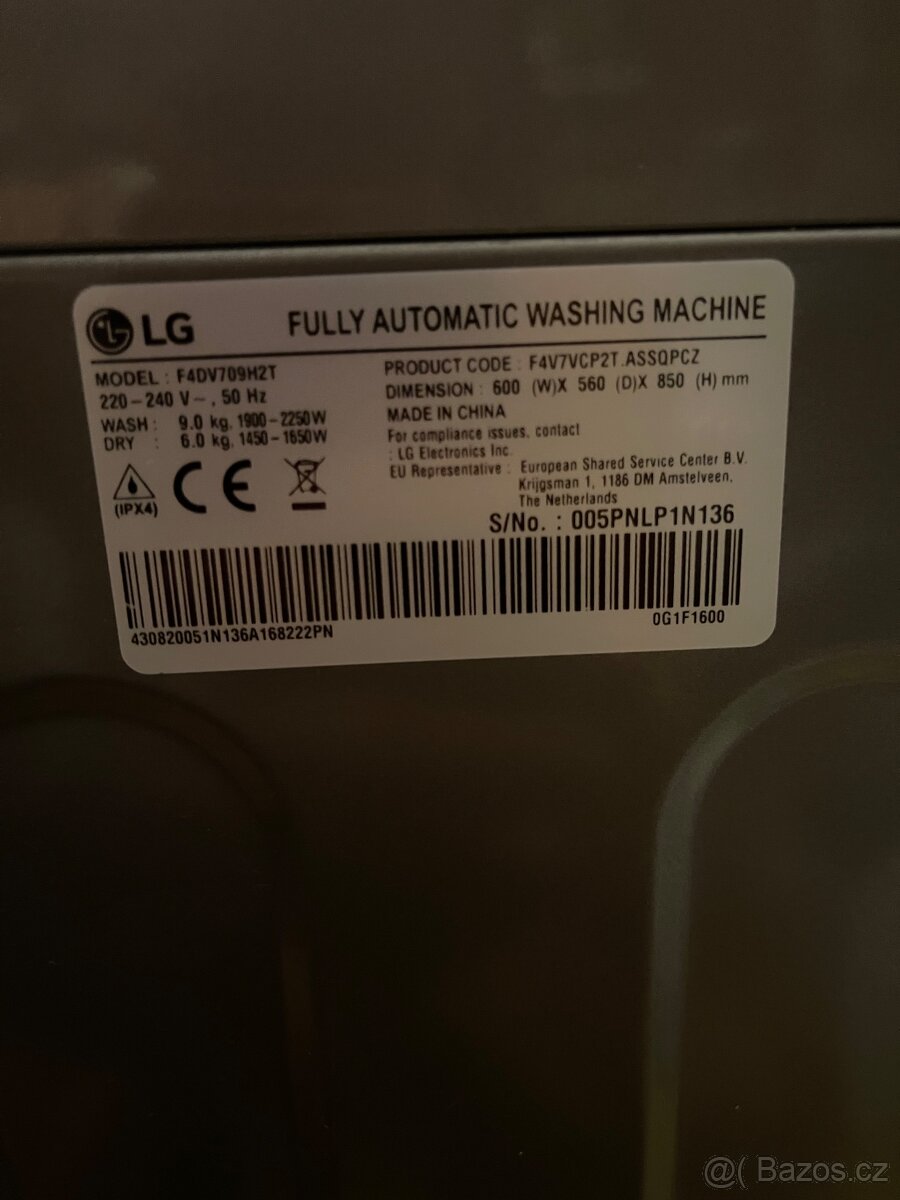 LG FULLY AUTOMATIC WASHING MACHINE
MODEL : F4DV709H2T
220-240 V~, 50 Hz
WASH : 9.0 kg, 1900-2250W
DRY : 6.0 kg, 1450-1650W
(IPX4)
CE
PRODUCT CODE : F4V7VCP2T.ASSQPCZ
DIMENSION : 600 (W)X 560 (D)X 850 (H) mm
MADE IN CHINA
For compliance issues, contact
: LG Electronics Inc.
EU Representative : European Shared Service Center B.V.
Krijgsman 1, 1186 DM Amstelveen,
The Netherlands
S/No. : 005PNLP1N136
430820051N136A168222PN
0G1F1600
@( Bazos.cz